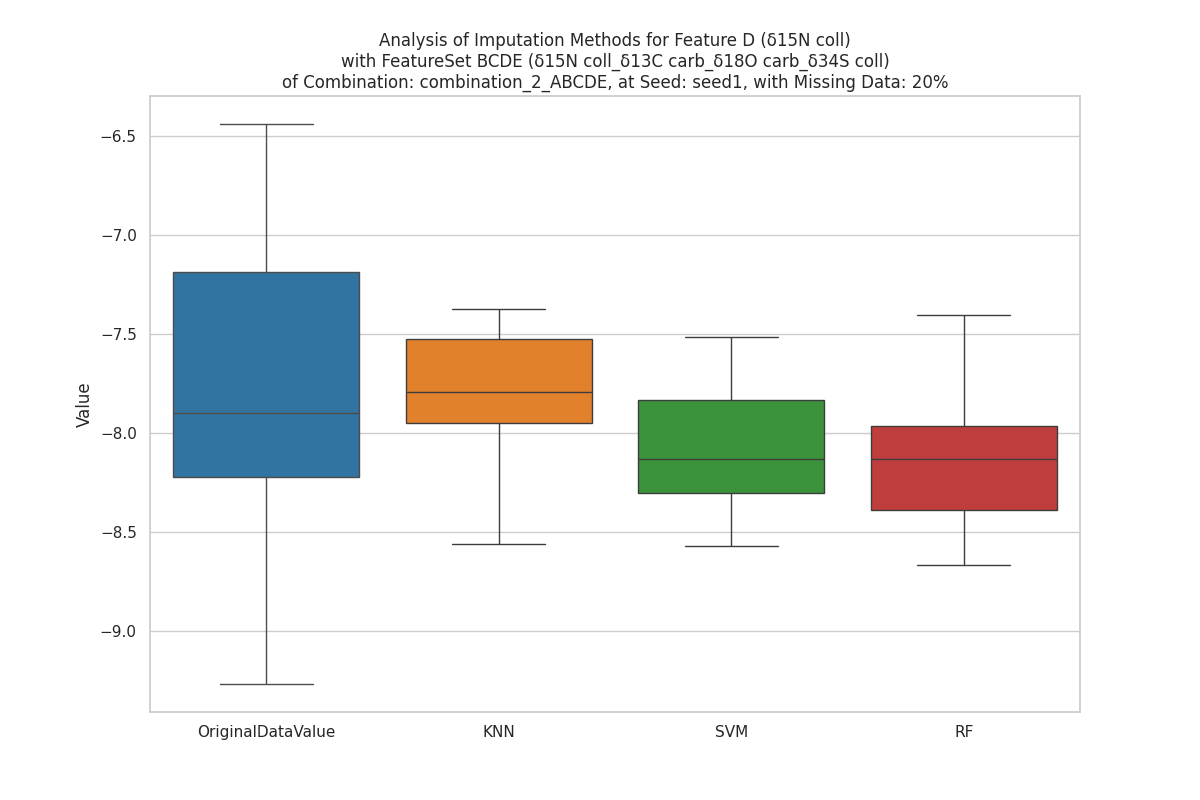 Analysis of Imputation Methods for Feature D (δ15N coll)
with FeatureSet BCDE (δ15N coll_δ13C carb_δ18O carb_δ34S coll)
of Combination: combination_2_ABCDE, at Seed: seed1, with Missing Data: 20%
−6.5
−7.0
−7.5
−8.0
−8.5
−9.0
Value
OriginalDataValue
KNN
SVM
RF